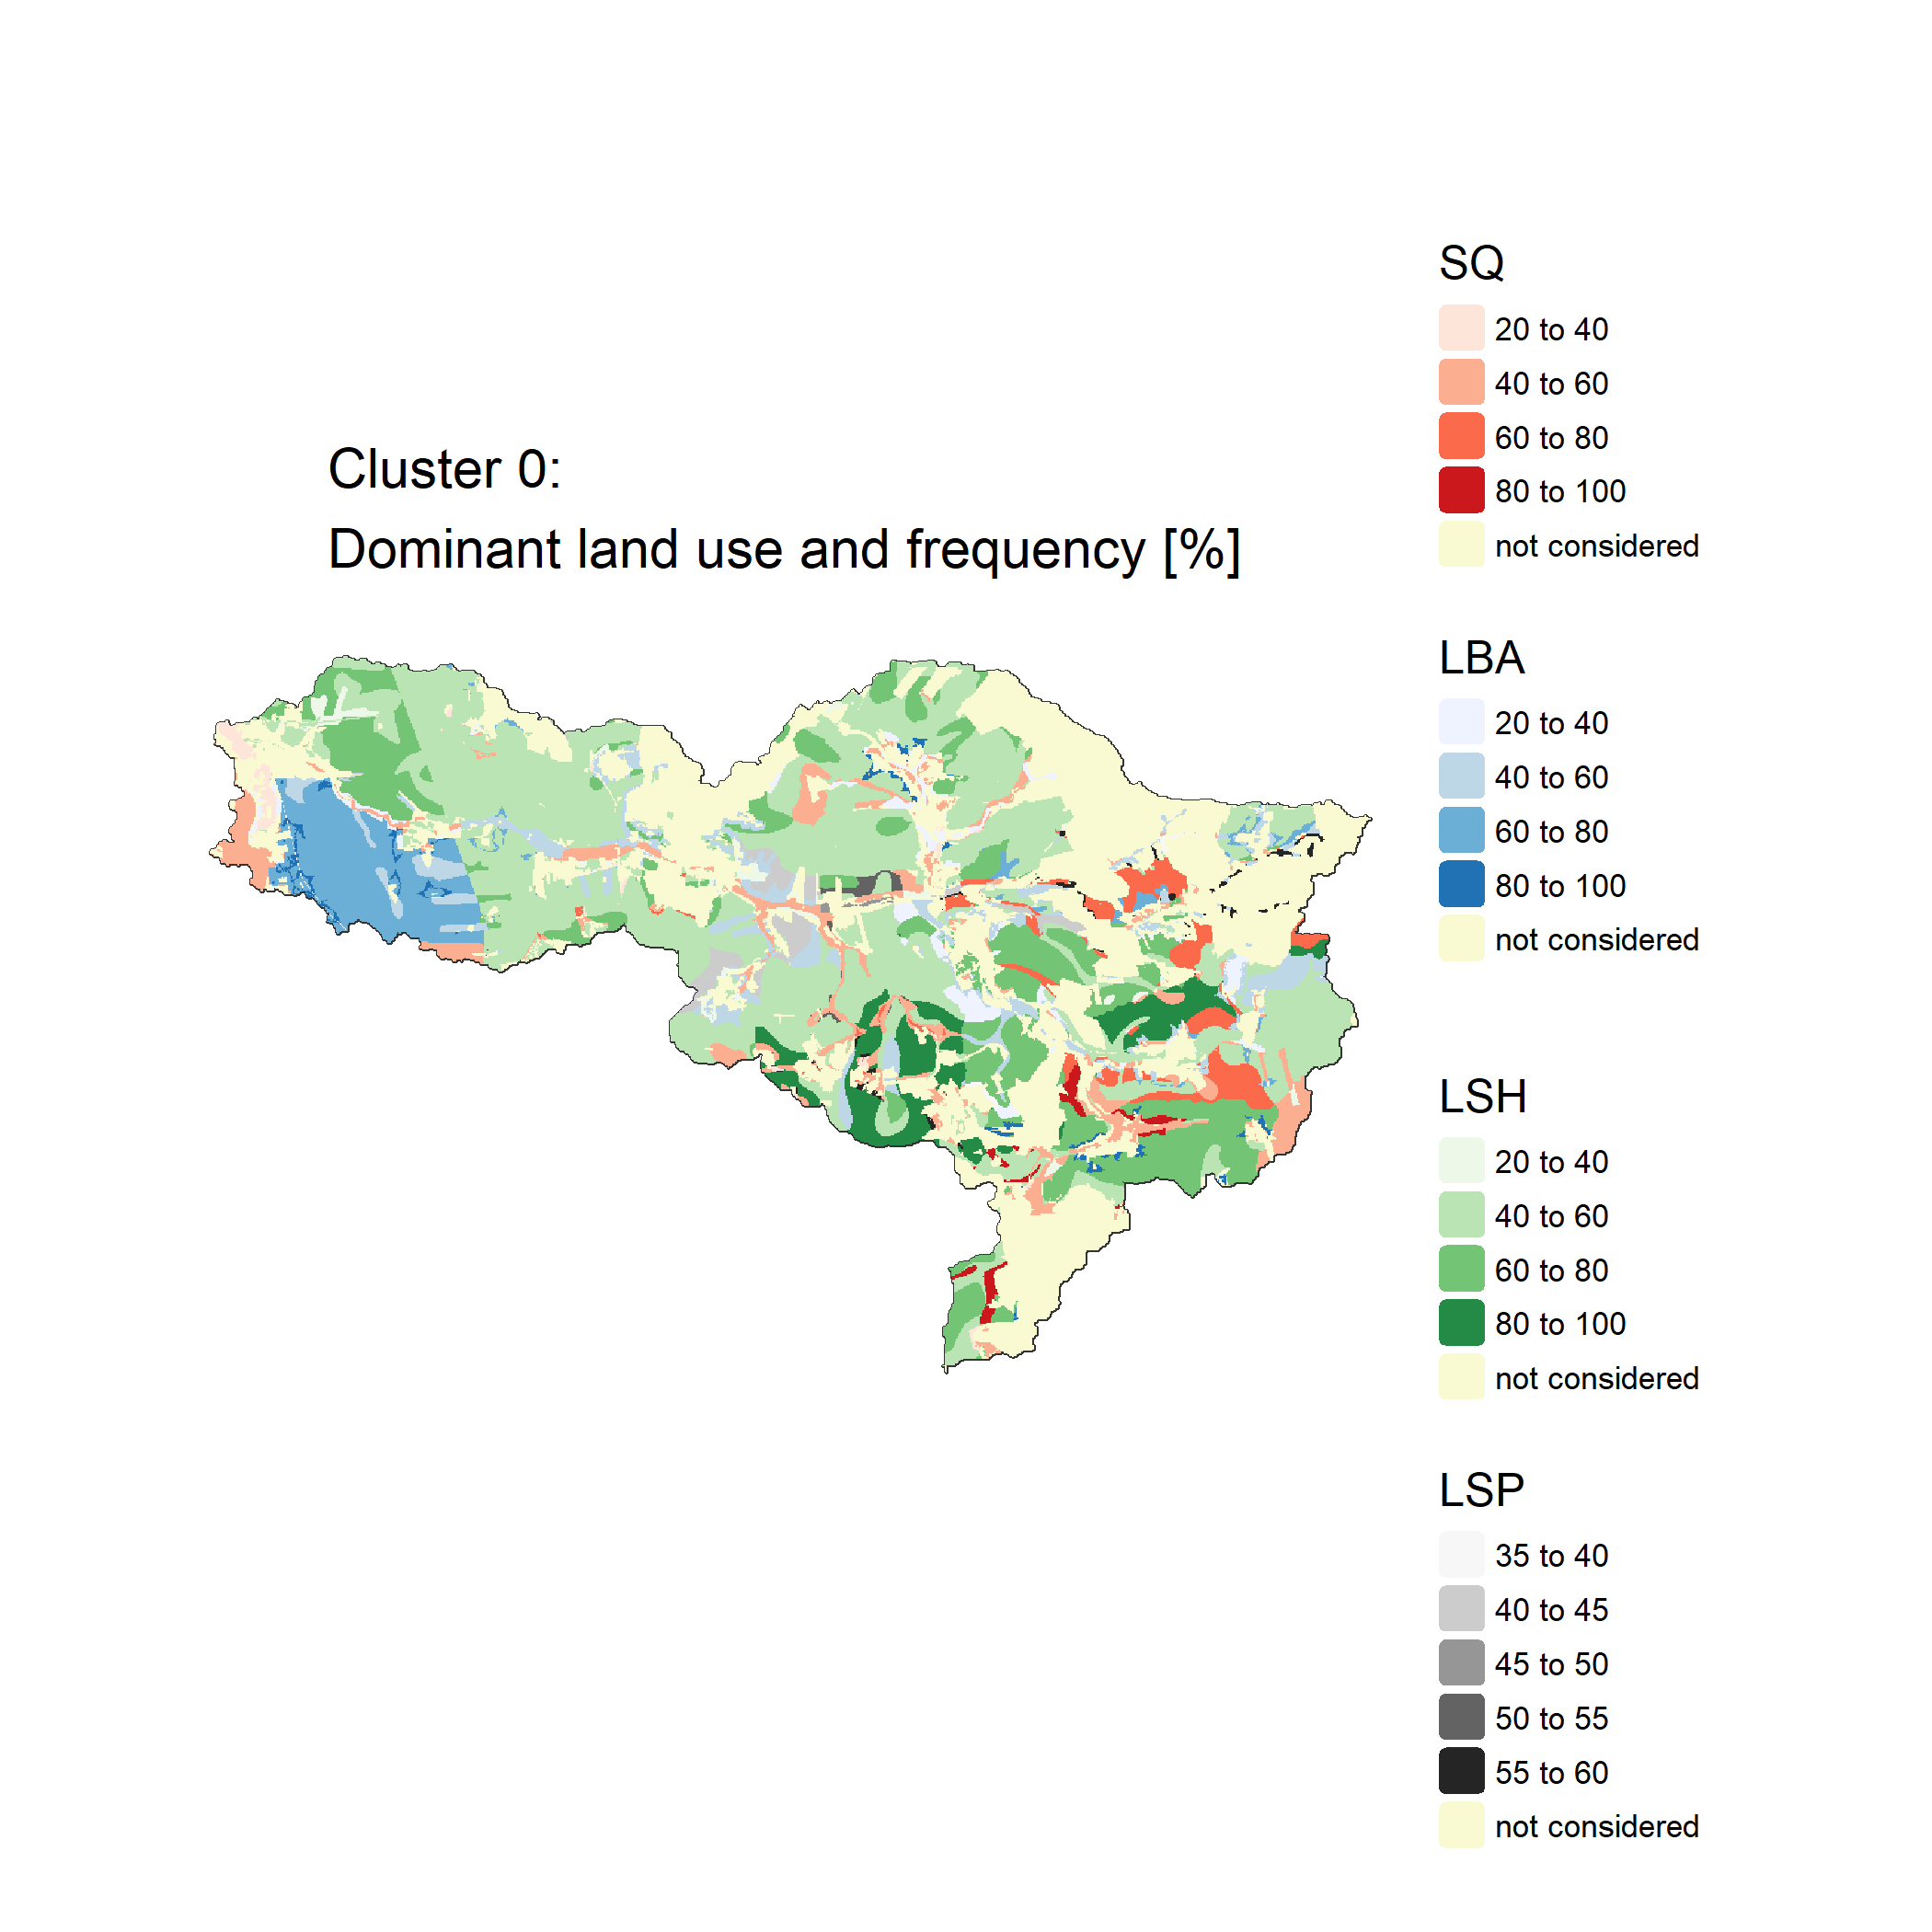 Cluster 0:
Dominant land use and frequency [%]
SQ
20 to 40
40 to 60
60 to 80
80 to 100
not considered
LBA
20 to 40
40 to 60
60 to 80
80 to 100
not considered
LSH
20 to 40
40 to 60
60 to 80
80 to 100
not considered
LSP
35 to 40
40 to 45
45 to 50
50 to 55
55 to 60
not considered